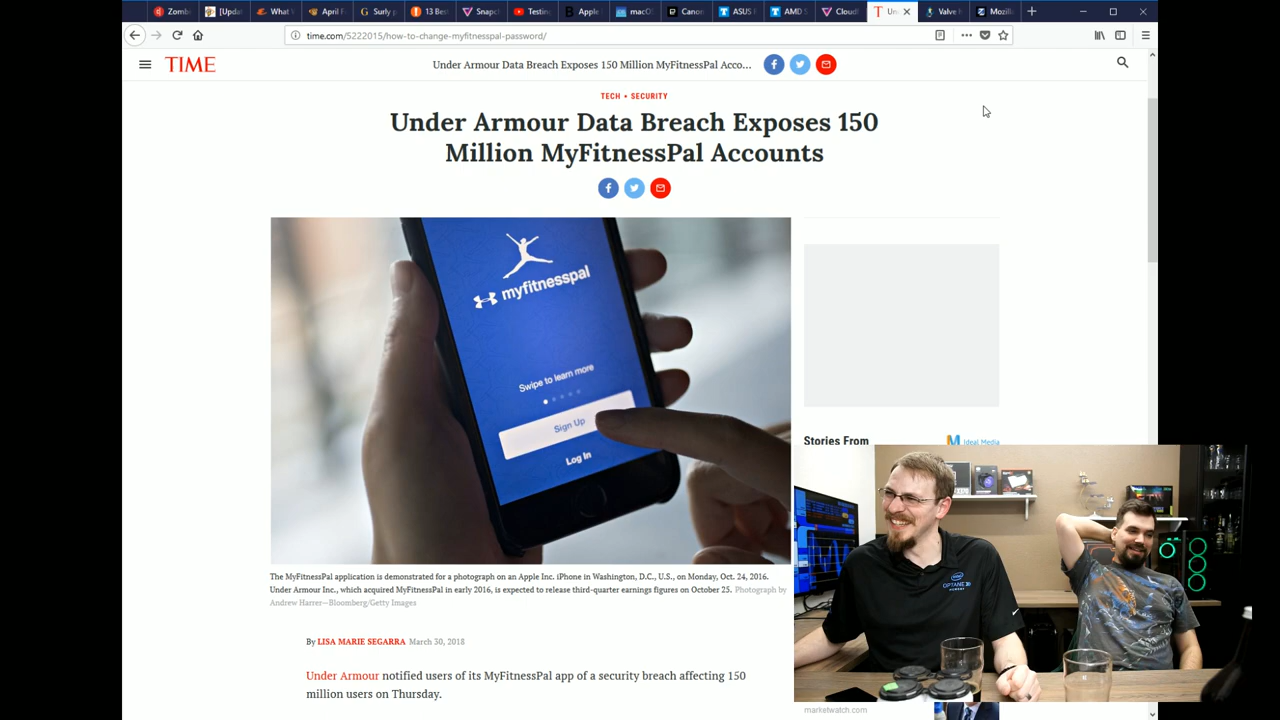 Zomb
[Updat
What'
April F
Surly p
13 Bes
Snapch
Testin
Apple'
macO
Canon
ASUS R
AMD S
Cloudf
Un
Valve h
Mozill
time.com/5222015/how-to-change-myfitnesspal-password/
TIME
Under Armour Data Breach Exposes 150 Million MyFitnessPal Acco...
TECH • SECURITY
Under Armour Data Breach Exposes 150
Million MyFitnessPal Accounts
myfitnesspal
Swipe to learn more
Sign Up
Log In
Stories From
Ideal Media
The MyFitnessPal application is demonstrated for a photograph on an Apple Inc. iPhone in Washington, D.C., U.S., on Monday, Oct. 24, 2016.
Under Armour Inc., which acquired MyFitnessPal in early 2016, is expected to release third-quarter earnings figures on October 25. Photograph by
Andrew Harrer—Bloomberg/Getty Images
By LISA MARIE SEGARRA March 30, 2018
Under Armour notified users of its MyFitnessPal app of a security breach affecting 150
million users on Thursday.
intel
OPTANE
marketwatch.com